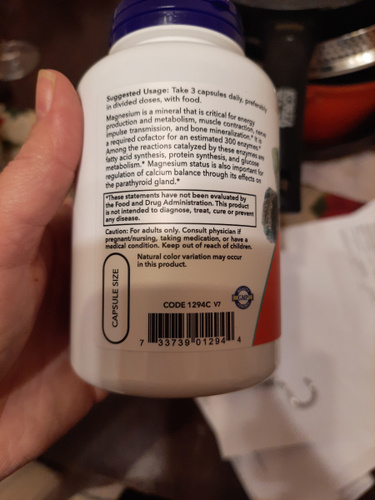 Suggested Usage: Take 3 capsules daily, preferably
in divided doses, with food.
Magnesium is a mineral that is critical for energy
production and metabolism, muscle contraction, nerve
impulse transmission, and bone mineralization.* It is
a required cofactor for an estimated 300 enzymes.*
Among the reactions catalyzed by these enzymes are
fatty acid synthesis, protein synthesis, and glucose
metabolism.* Magnesium status is also important for
regulation of calcium balance through its effects on
the parathyroid gland.*
*These statements have not been evaluated by
the Food and Drug Administration. This product
is not intended to diagnose, treat, cure or prevent
any disease.
Caution: For adults only. Consult physician if
pregnant/nursing, taking medication, or have a
medical condition. Keep out of reach of children.
Natural color variation may occur
in this product.
CAPSULE SIZE
CODE 1294C V7
GMP
7 33739 01294 4